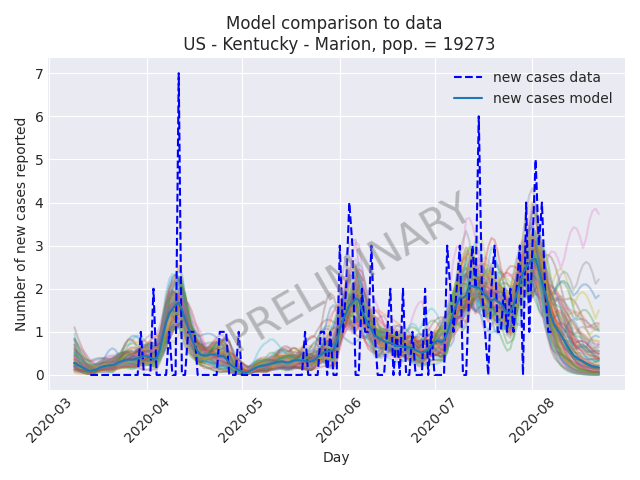 Model comparison to data
US - Kentucky - Marion, pop. = 19273
new cases data
new cases model
PRELIMINARY
Number of new cases reported
7
6
5
4
3
2
1
0
2020-03
2020-04
2020-05
2020-06
2020-07
2020-08
Day